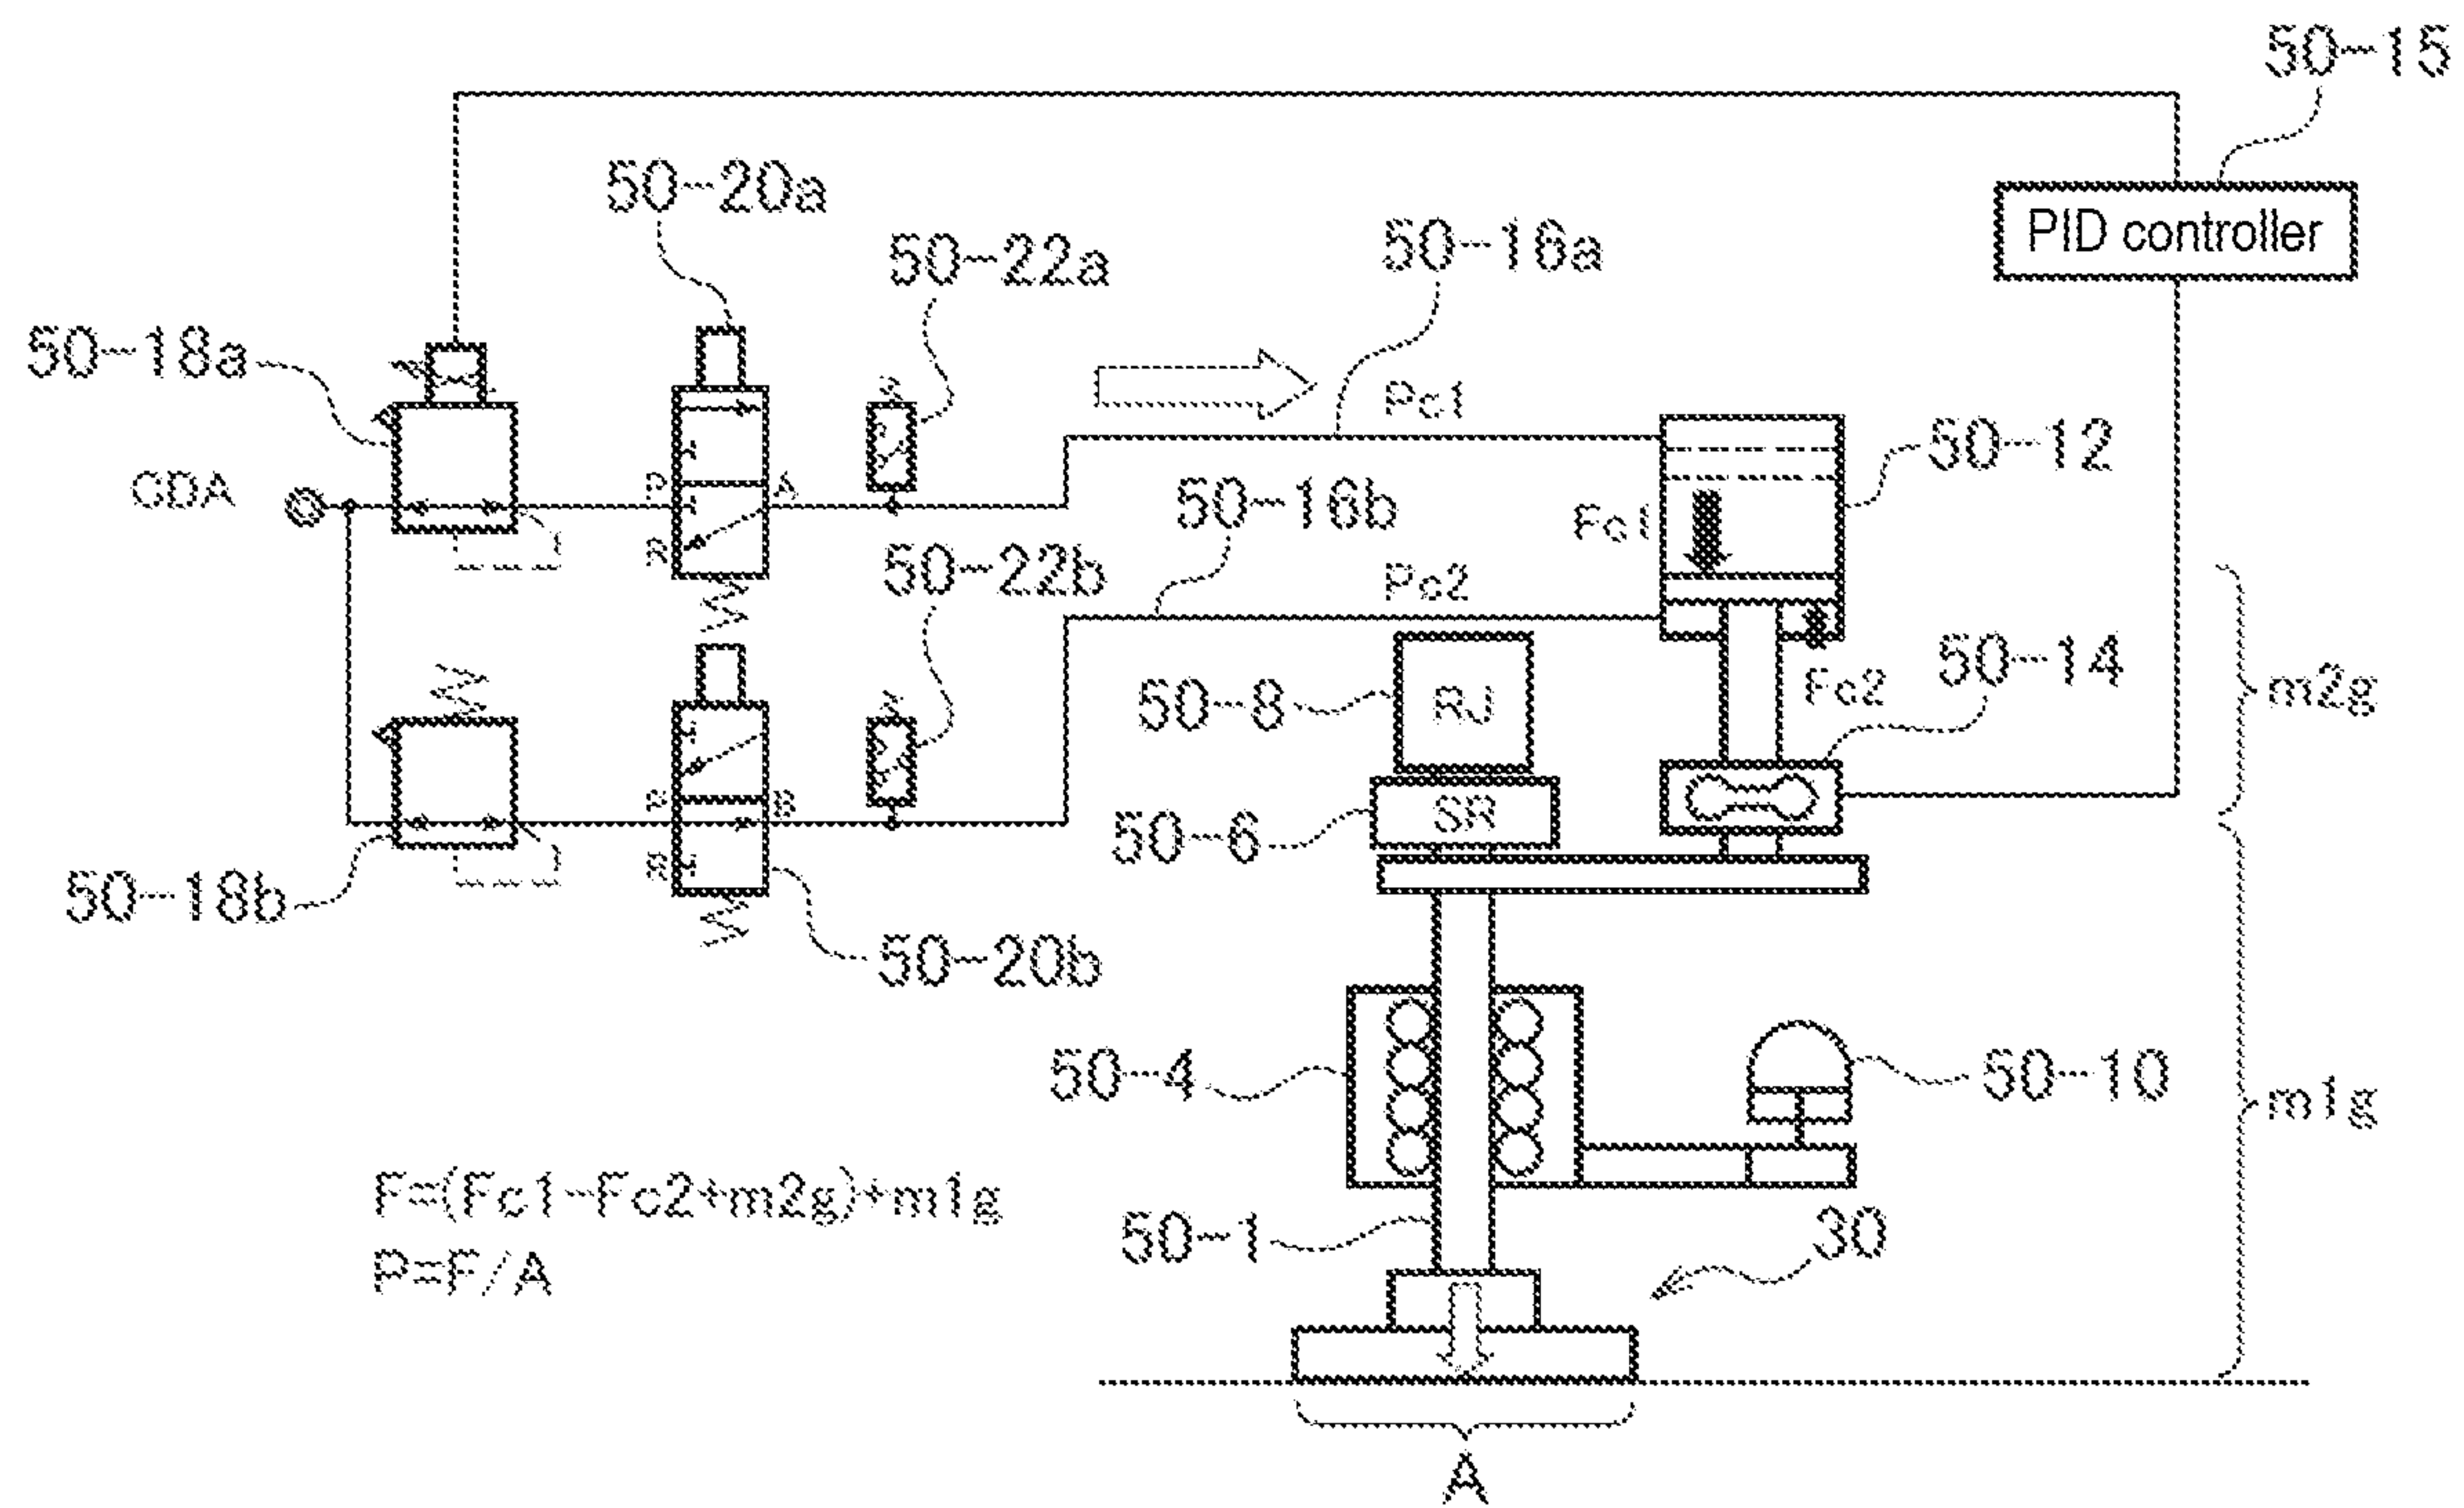 50-15
PID controller
50-20a
50-22a
50-16a
50-18a
Pc1
50-12
CDA
P
A
R
50-16b
Fc1
50-22b
Pc2
50-14
50-8
RJ
Fc2
m2g
P
B
R
50-6
SR
50-18b
50-20b
50-4
50-10
m1g
F=(Fc1-Fc2+m2g)+m1g
50-1
30
P=F/A
A